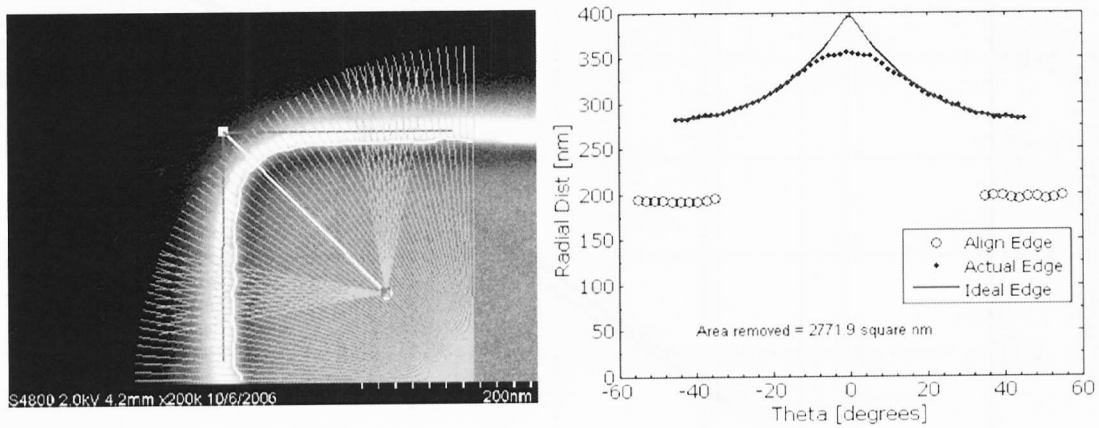 S4800 2.0kV 4.2mm x200k 10/6/2006 200nm
400
350
300
250
200
150
100
50
0
Radial Dist [nm]
Align Edge
Actual Edge
Ideal Edge
Area removed = 2771.9 square nm
-60 -40 -20 0 20 40 60
Theta [degrees]